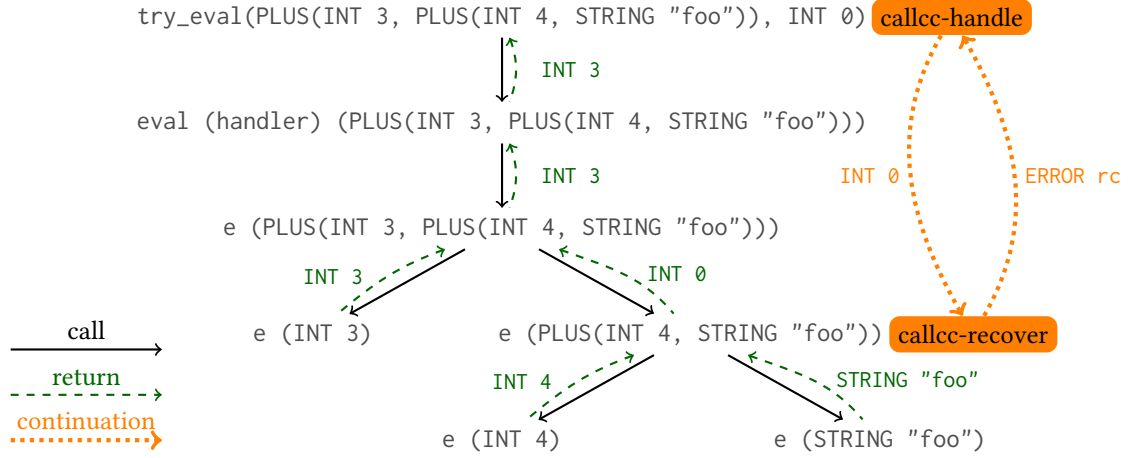 try_eval(PLUS(INT 3, PLUS(INT 4, STRING "foo")), INT 0) callcc-handle
INT 3
eval (handler) (PLUS(INT 3, PLUS(INT 4, STRING "foo")))
INT 3
INT 0
ERROR rc
e (PLUS(INT 3, PLUS(INT 4, STRING "foo")))
INT 3
INT 0
call
e (INT 3)
e (PLUS(INT 4, STRING "foo")) callcc-recover
return
INT 4
STRING "foo"
continuation
e (INT 4)
e (STRING "foo")